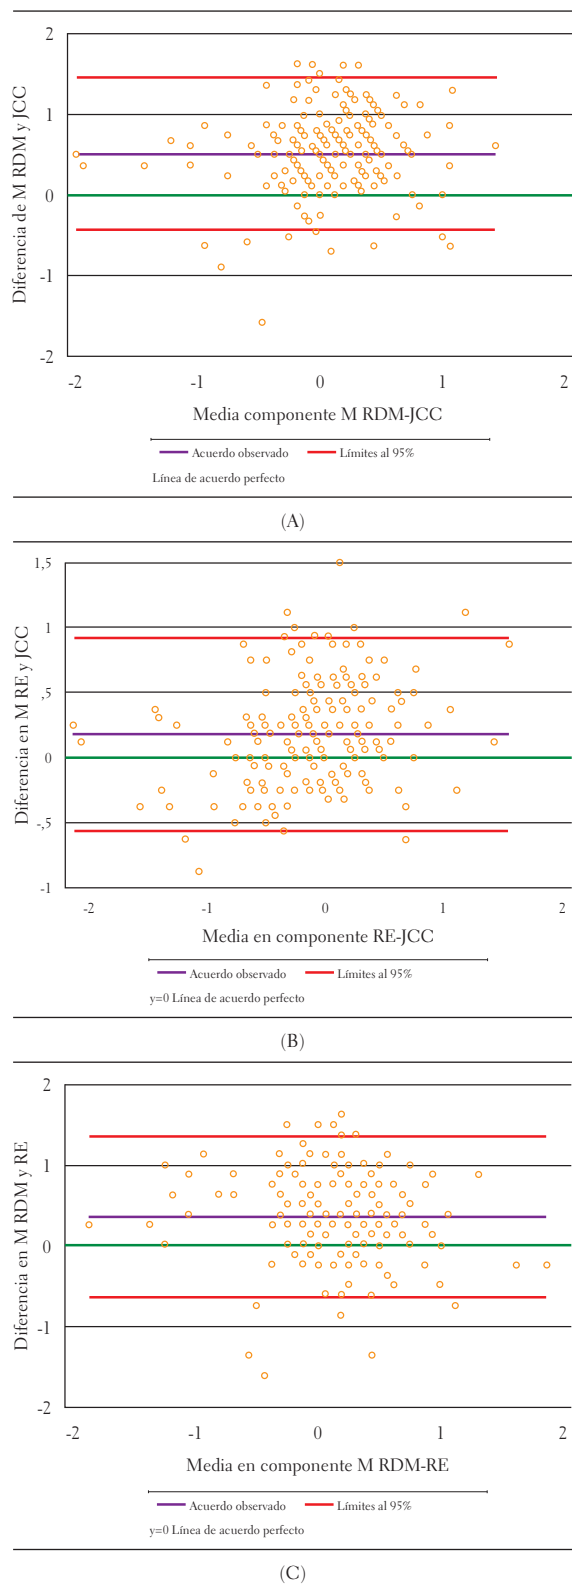 2
1
0
-1
-2
Diferencia de M RDM y JCC
-2 -1 0 1 2
Media componente M RDM-JCC
Acuerdo observado Límites al 95%
Línea de acuerdo perfecto
(A)
1,5
1
,5
0
-,5
-1
Diferencia en M RE y JCC
-2 -1 0 1 2
Media en componente RE-JCC
Acuerdo observado Límites al 95%
y=0 Línea de acuerdo perfecto
(B)
2
1
0
-1
-2
Diferencia en M RDM y RE
-2 -1 0 1 2
Media en componente M RDM-RE
Acuerdo observado Límites al 95%
y=0 Línea de acuerdo perfecto
(C)